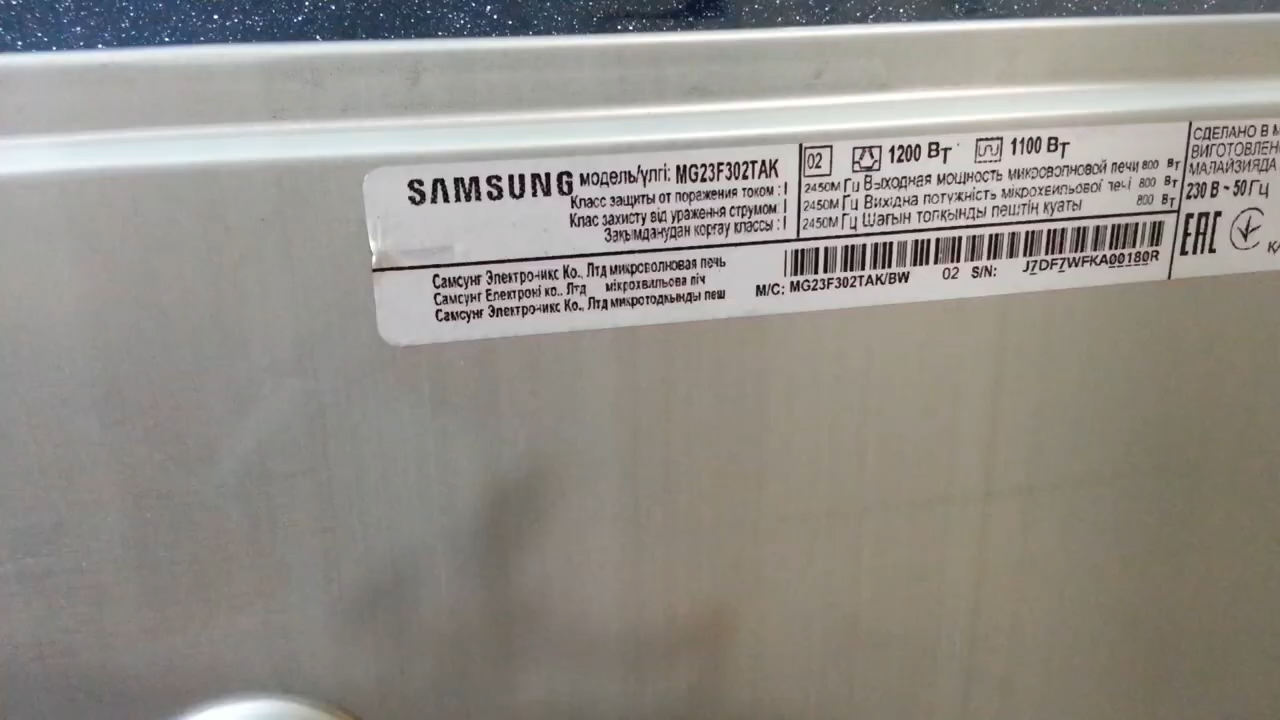 SAMSUNG модель/үлгі: MG23F302TAK
Класс защиты от поражения током : I
Клас захисту від ураження струмом: I
Зақымданудан қорғау классы : I
02 1200 Вт 1100 Вт
2450М Гц Выходная мощность микроволновой печи 800 Вт
2450М Гц Вихідна потужність мікрохвильової печі 800 Вт
2450М Гц Шағын толқынды пештің қуаты 800 Вт
СДЕЛАНО В
ВИГОТОВЛЕН
МАЛАЙЗИЯДА
230 В ~ 50 Гц
EAC
Самсунг Электроникс Ко., Лтд микроволновая печь
Самсунг Електроні ко., Лтд мікрохвильова піч
Самсунг Электроникс Ко., Лтд микротодкынды пеш
M/C: MG23F302TAK/BW 02 S/N: J7DF7WFKA00180R